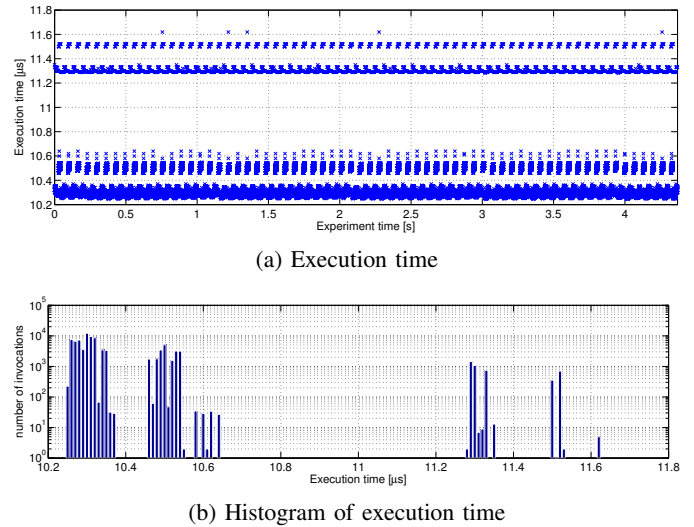 11.8
11.6
11.4
11.2
11
10.8
10.6
10.4
10.2
Execution time [µs]
0 0.5 1 1.5 2 2.5 3 3.5 4
Experiment time [s]
(a) Execution time
10^5
10^4
10^3
10^2
10^1
10^0
number of invocations
10.2 10.4 10.6 10.8 11 11.2 11.4 11.6 11.8
Execution time [µs]
(b) Histogram of execution time